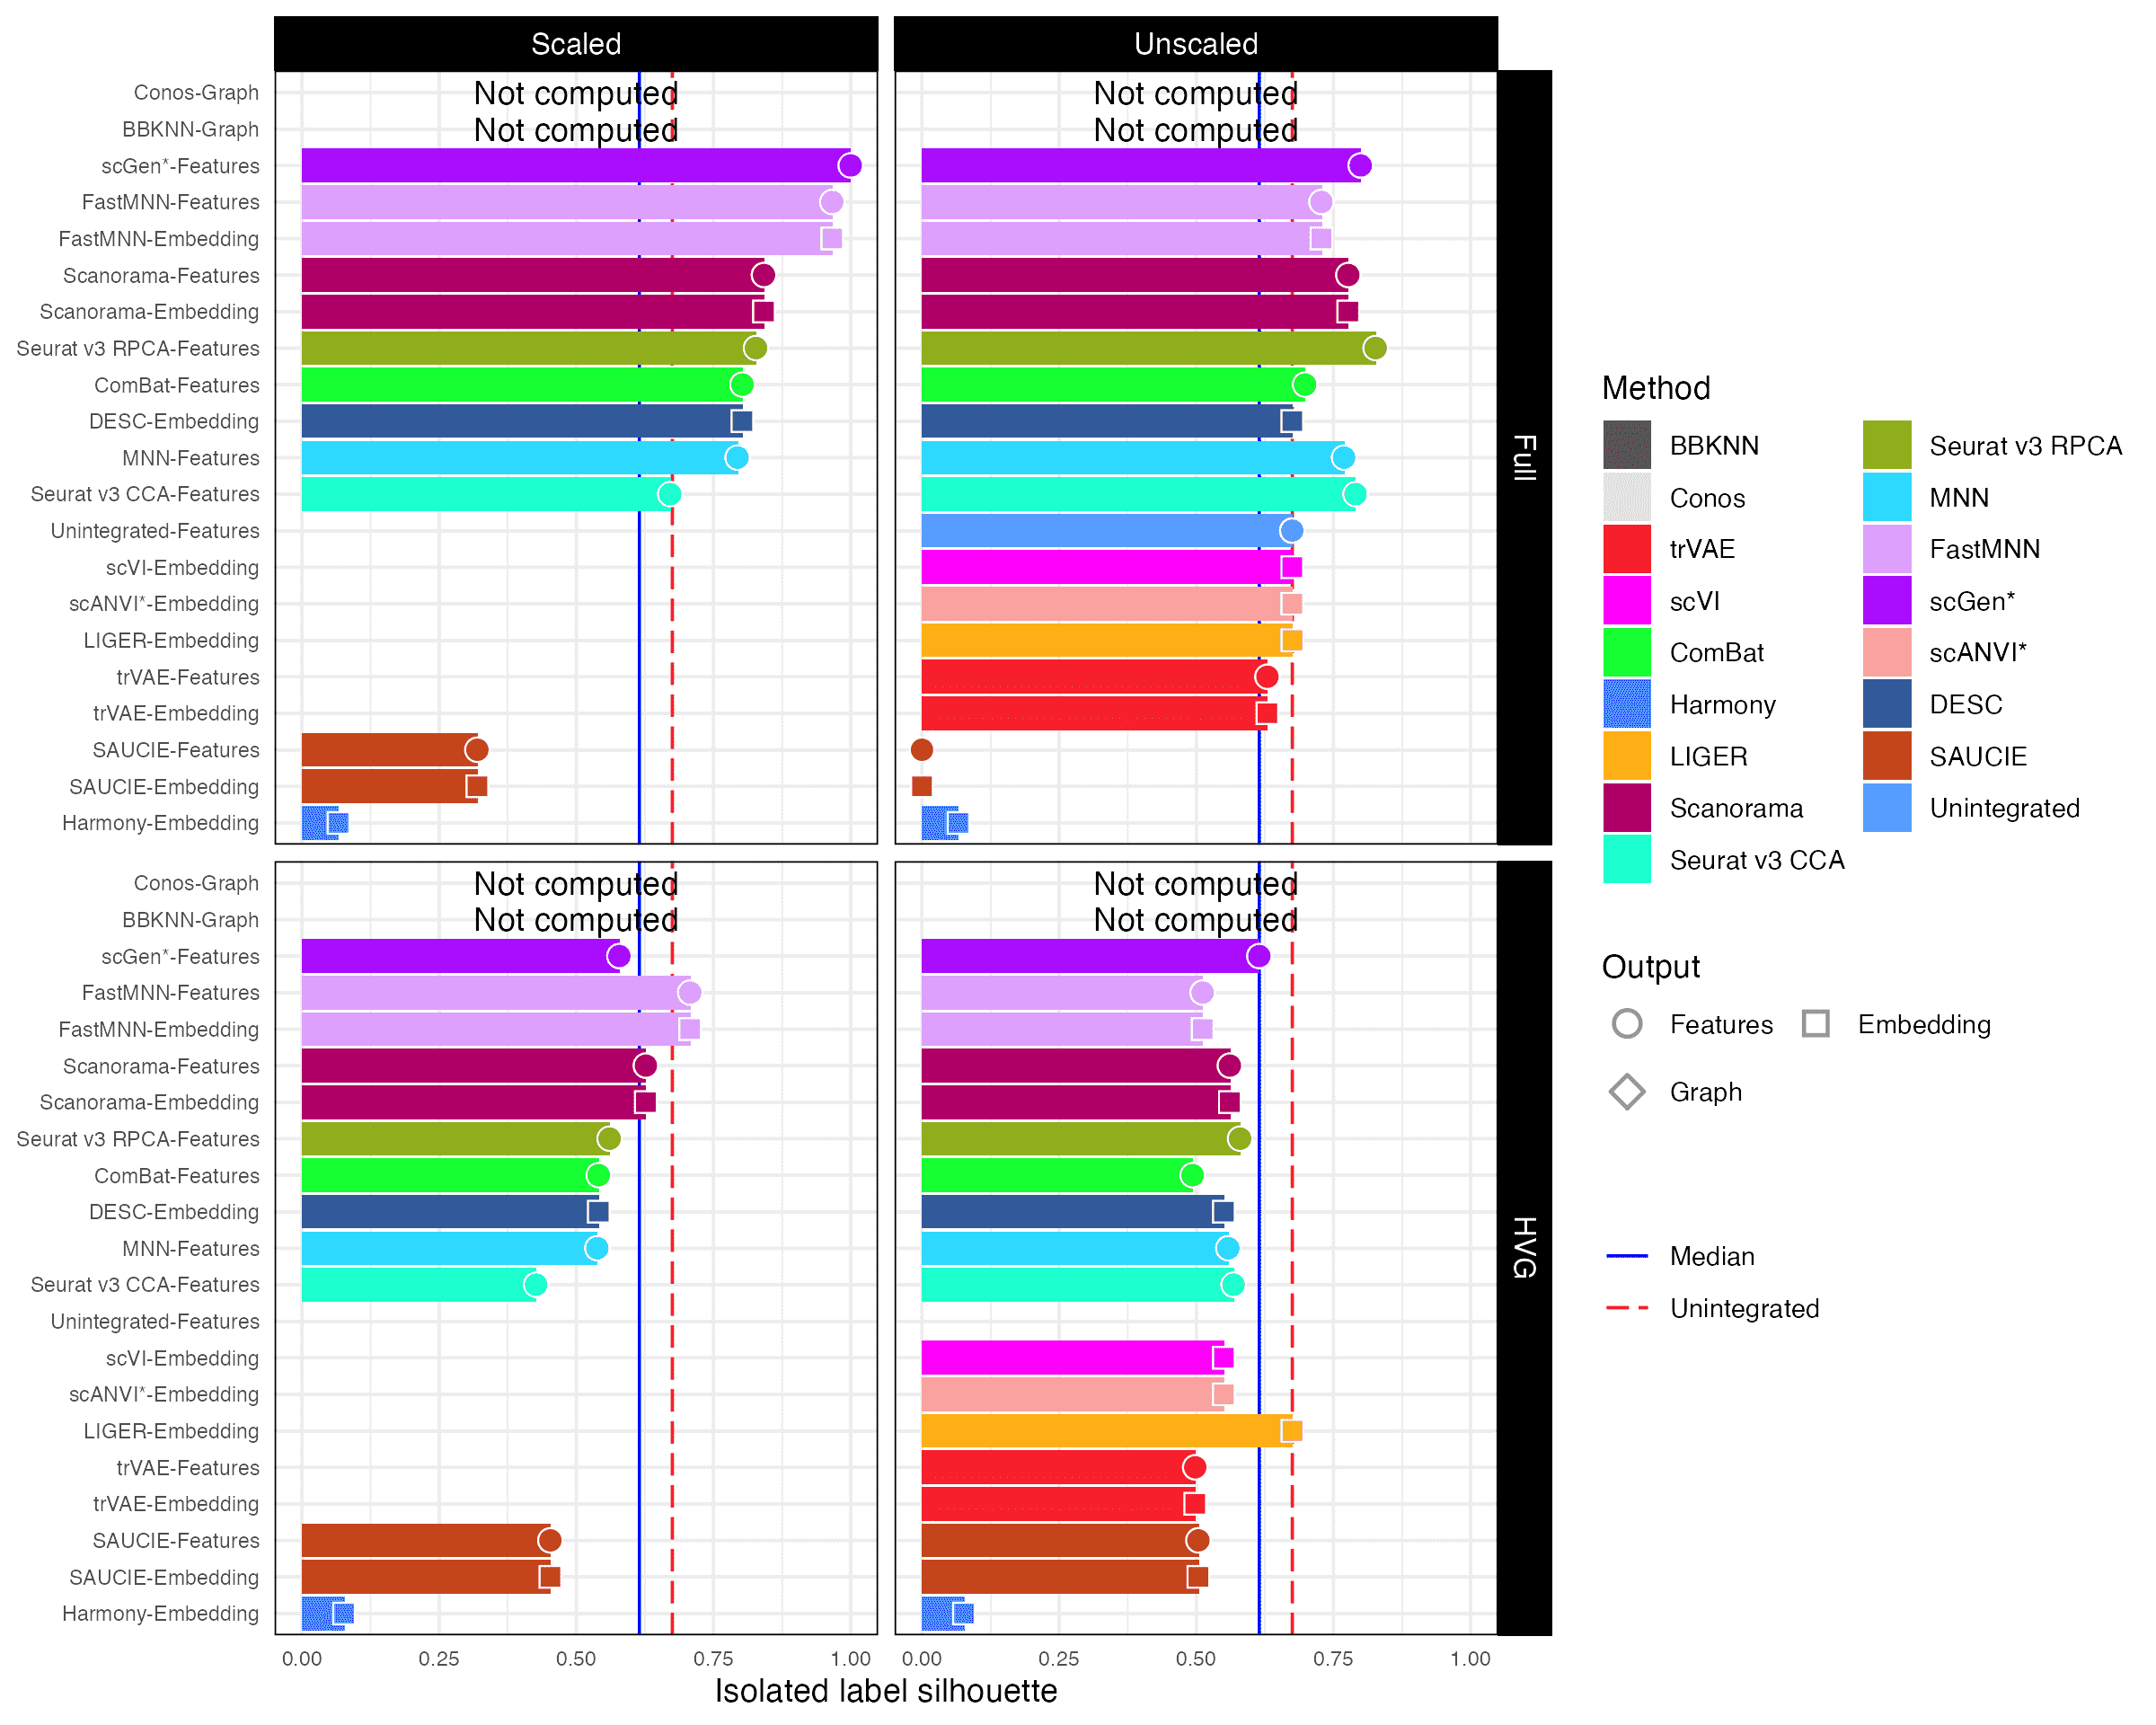 Scaled
Unscaled
Conos-Graph
BBKNN-Graph
scGen*-Features
FastMNN-Features
FastMNN-Embedding
Scanorama-Features
Scanorama-Embedding
Seurat v3 RPCA-Features
ComBat-Features
DESC-Embedding
MNN-Features
Seurat v3 CCA-Features
Unintegrated-Features
scVI-Embedding
scANVI*-Embedding
LIGER-Embedding
trVAE-Features
trVAE-Embedding
SAUCIE-Features
SAUCIE-Embedding
Harmony-Embedding
Not computed
Not computed
Not computed
Not computed
Full
Conos-Graph
BBKNN-Graph
scGen*-Features
FastMNN-Features
FastMNN-Embedding
Scanorama-Features
Scanorama-Embedding
Seurat v3 RPCA-Features
ComBat-Features
DESC-Embedding
MNN-Features
Seurat v3 CCA-Features
Unintegrated-Features
scVI-Embedding
scANVI*-Embedding
LIGER-Embedding
trVAE-Features
trVAE-Embedding
SAUCIE-Features
SAUCIE-Embedding
Harmony-Embedding
Not computed
Not computed
Not computed
Not computed
HVG
0.00 0.25 0.50 0.75 1.00
0.00 0.25 0.50 0.75 1.00
Isolated label silhouette
Method
BBKNN
Conos
trVAE
scVI
ComBat
Harmony
LIGER
Scanorama
Seurat v3 CCA
Seurat v3 RPCA
MNN
FastMNN
scGen*
scANVI*
DESC
SAUCIE
Unintegrated
Output
Features
Embedding
Graph
Median
Unintegrated